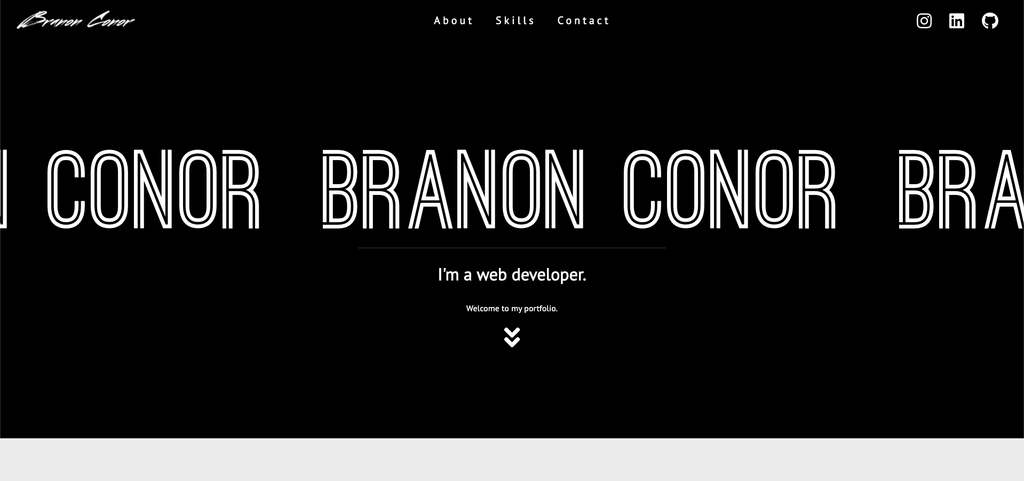 Branon Conor
About Skills Contact
N CONOR BRANON CONOR BRA
I'm a web developer.
Welcome to my portfolio.